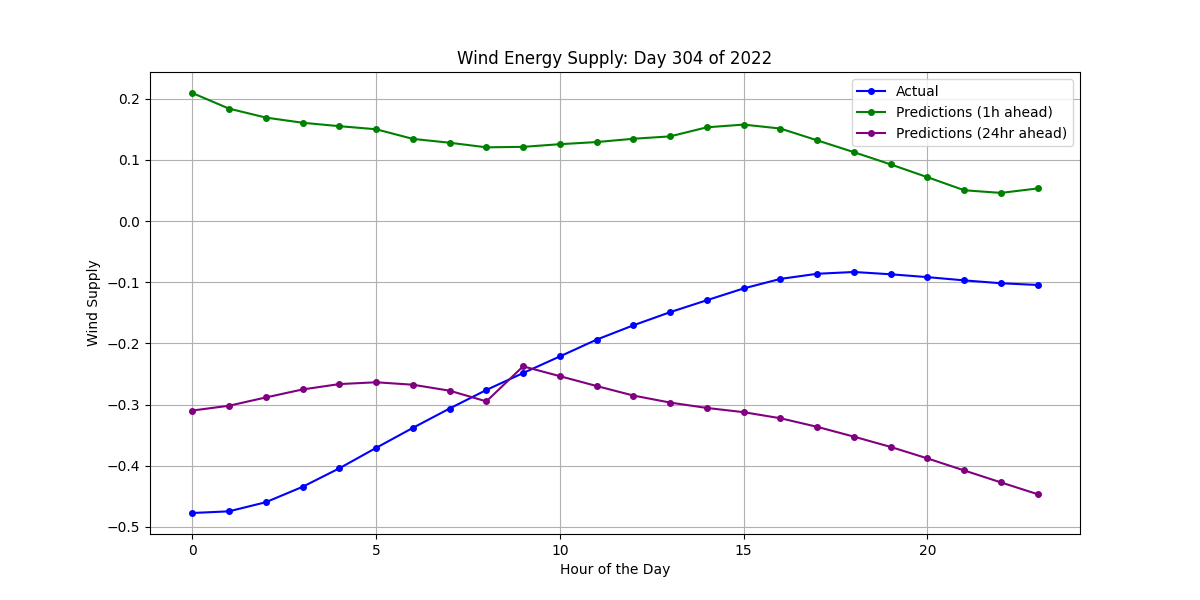 Wind Energy Supply: Day 304 of 2022
Actual
Predictions (1h ahead)
Predictions (24hr ahead)
Wind Supply
0.2
0.1
0.0
−0.1
−0.2
−0.3
−0.4
−0.5
0 5 10 15 20
Hour of the Day